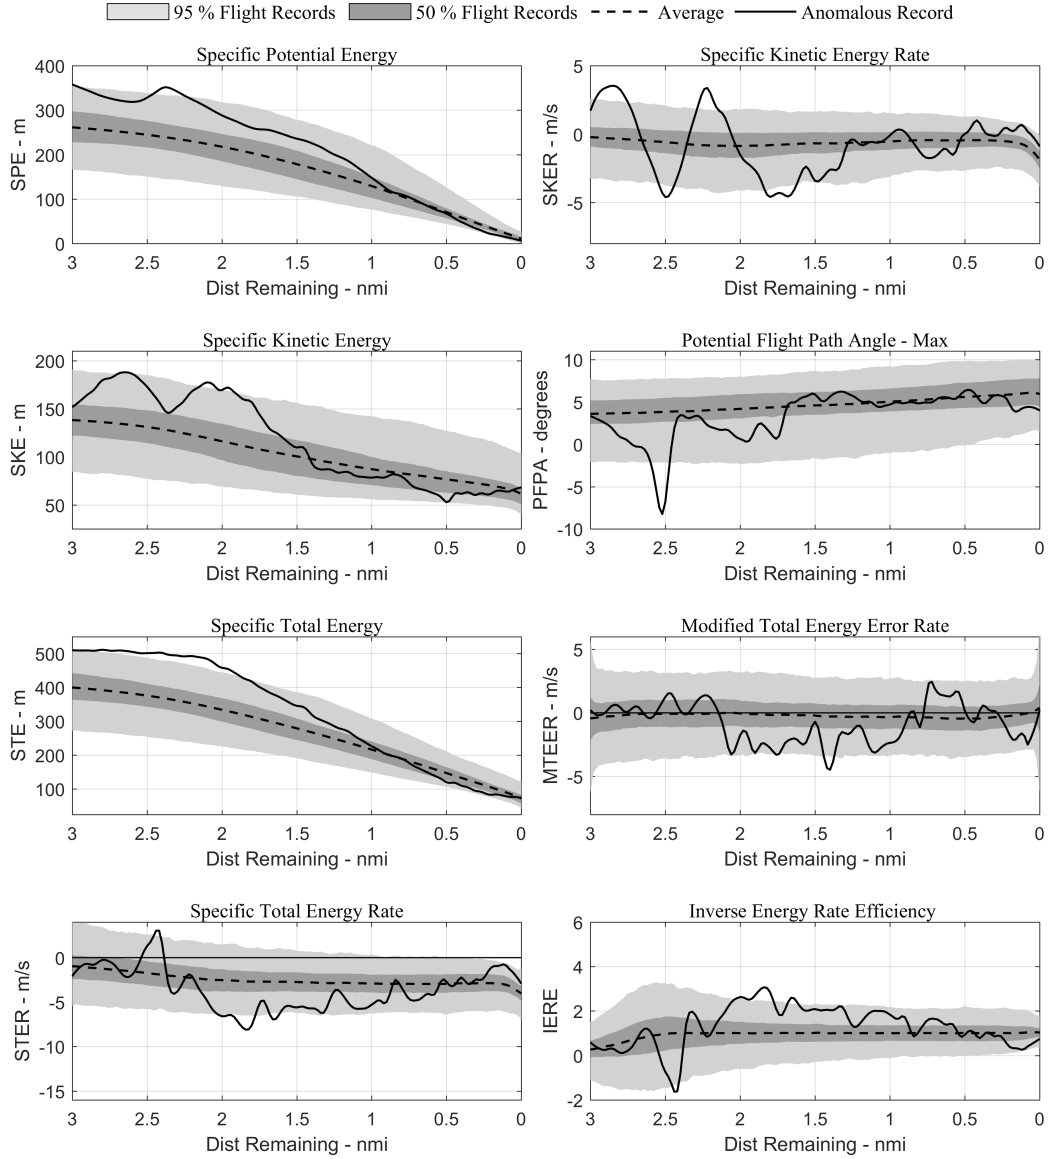 95 % Flight Records 50 % Flight Records Average Anomalous Record
Specific Potential Energy
SPE - m
400
300
200
100
0
3 2.5 2 1.5 1 0.5 0
Dist Remaining - nmi
Specific Kinetic Energy Rate
SKER - m/s
5
0
-5
3 2.5 2 1.5 1 0.5 0
Dist Remaining - nmi
Specific Kinetic Energy
SKE - m
200
150
100
50
3 2.5 2 1.5 1 0.5 0
Dist Remaining - nmi
Potential Flight Path Angle - Max
PFPA - degrees
10
5
0
-5
-10
3 2.5 2 1.5 1 0.5 0
Dist Remaining - nmi
Specific Total Energy
STE - m
500
400
300
200
100
3 2.5 2 1.5 1 0.5 0
Dist Remaining - nmi
Modified Total Energy Error Rate
MTEER - m/s
5
0
-5
3 2.5 2 1.5 1 0.5 0
Dist Remaining - nmi
Specific Total Energy Rate
STER - m/s
0
-5
-10
-15
3 2.5 2 1.5 1 0.5 0
Dist Remaining - nmi
Inverse Energy Rate Efficiency
IERE
6
4
2
0
-2
3 2.5 2 1.5 1 0.5 0
Dist Remaining - nmi